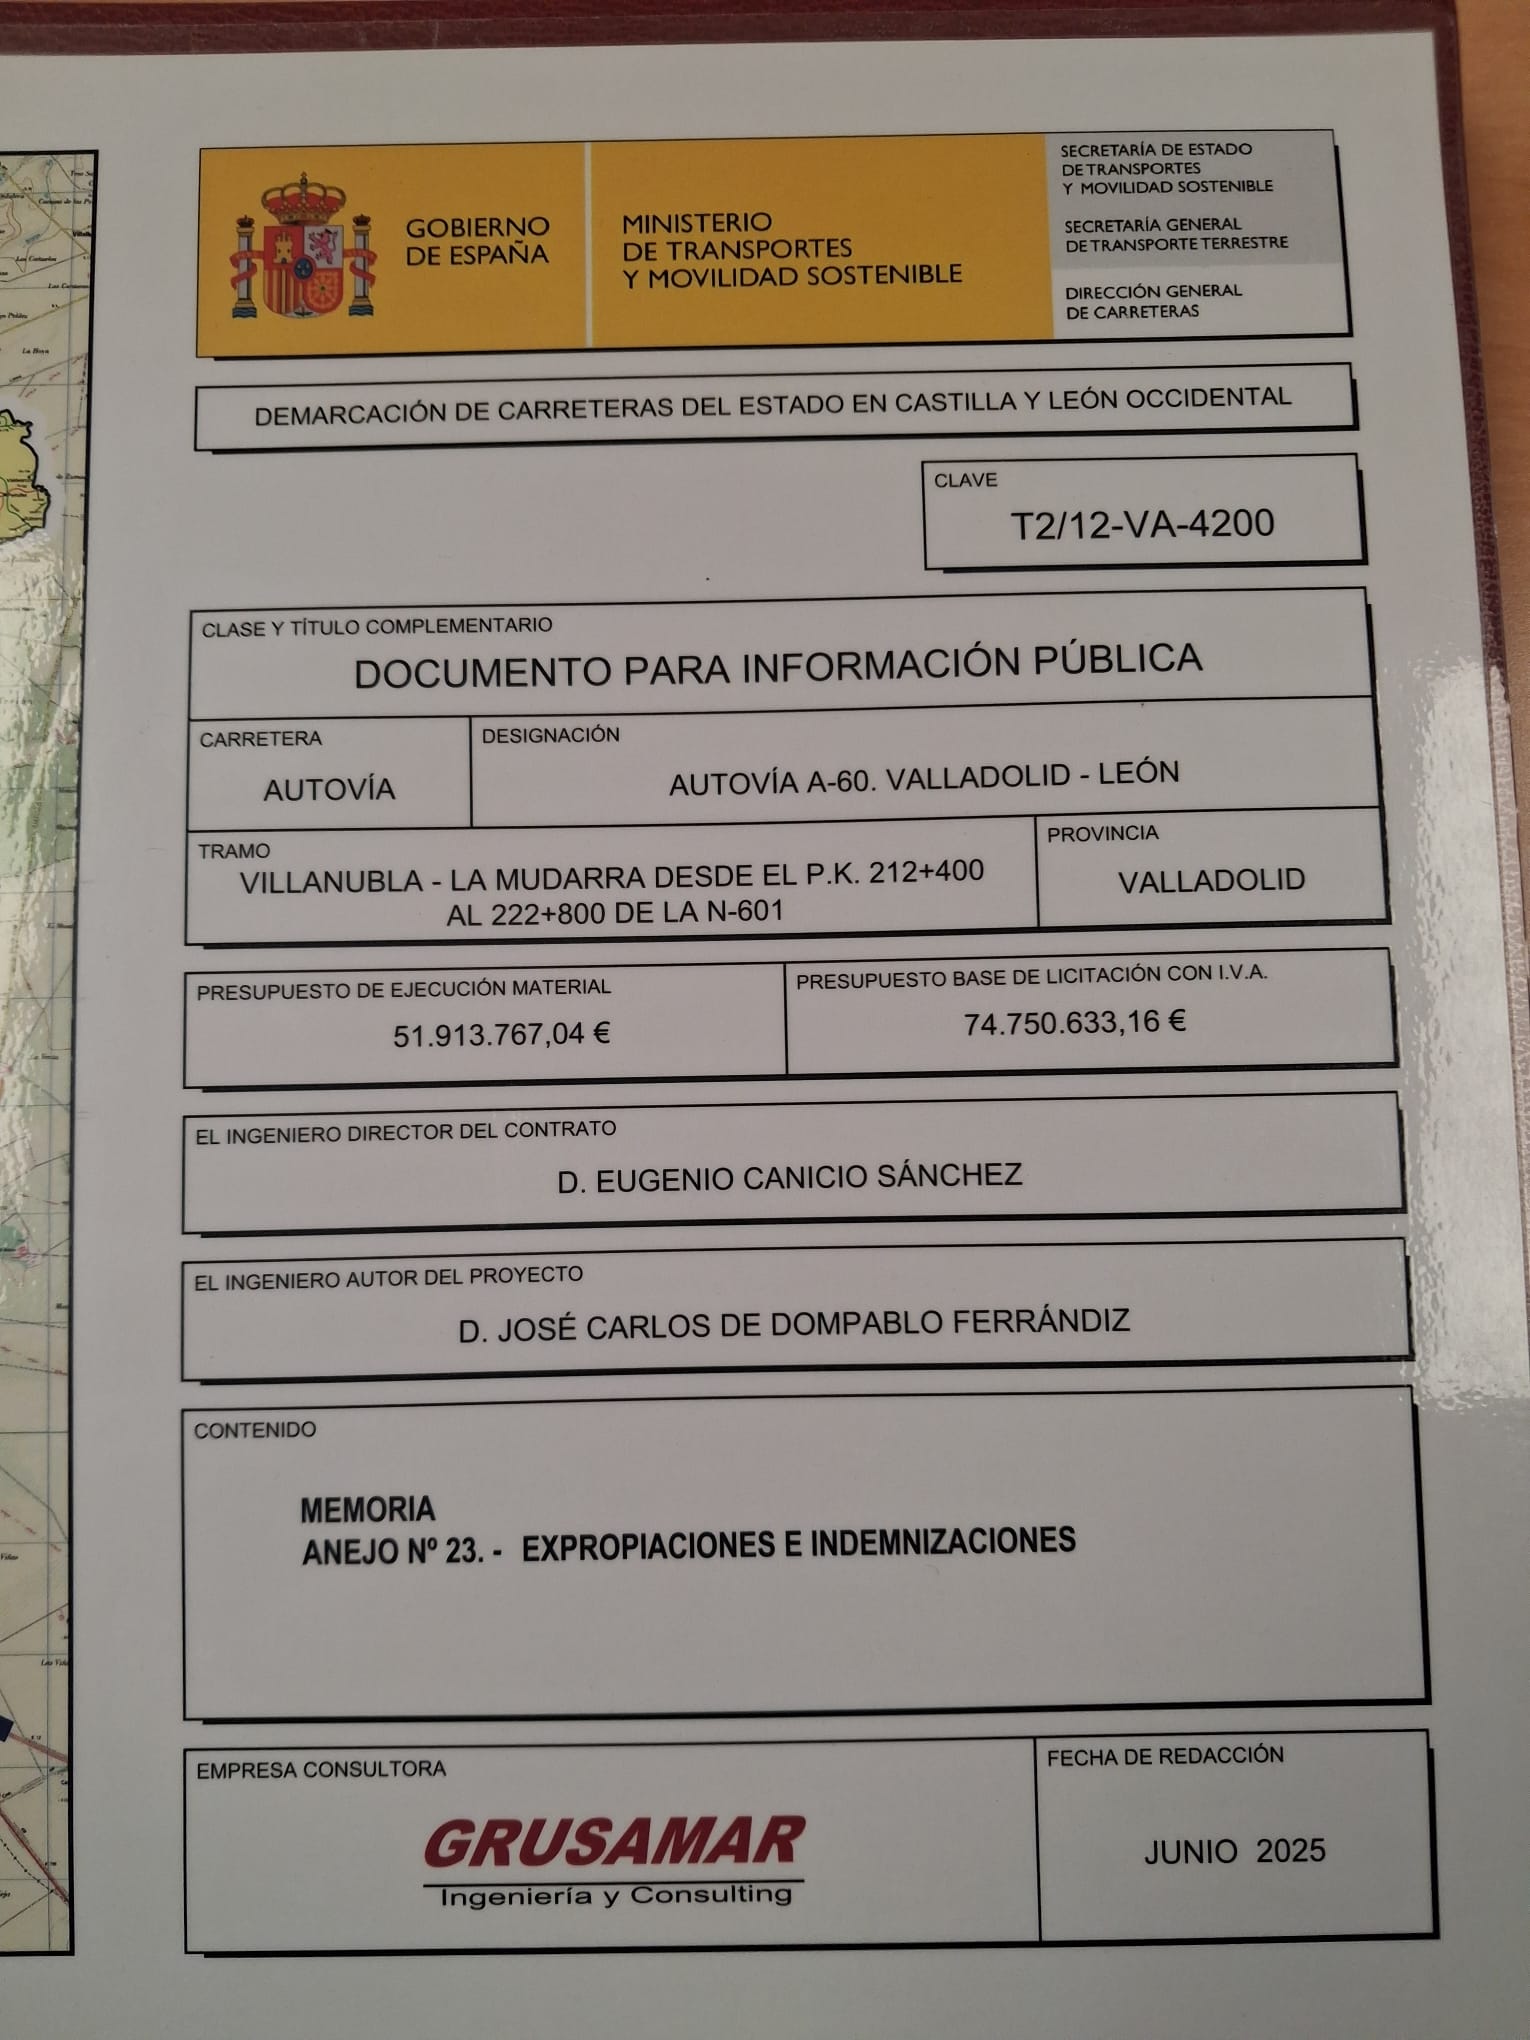 GOBIERNO
DE ESPAÑA
MINISTERIO
DE TRANSPORTES
Y MOVILIDAD SOSTENIBLE
SECRETARÍA DE ESTADO
DE TRANSPORTES
Y MOVILIDAD SOSTENIBLE
SECRETARÍA GENERAL
DE TRANSPORTE TERRESTRE
DIRECCIÓN GENERAL
DE CARRETERAS
DEMARCACIÓN DE CARRETERAS DEL ESTADO EN CASTILLA Y LEÓN OCCIDENTAL
CLAVE
T2/12-VA-4200
CLASE Y TÍTULO COMPLEMENTARIO
DOCUMENTO PARA INFORMACIÓN PÚBLICA
CARRETERA
AUTOVÍA
DESIGNACIÓN
AUTOVÍA A-60. VALLADOLID - LEÓN
TRAMO
VILLANUBLA - LA MUDARRA DESDE EL P.K. 212+400
AL 222+800 DE LA N-601
PROVINCIA
VALLADOLID
PRESUPUESTO DE EJECUCIÓN MATERIAL
51.913.767,04 €
PRESUPUESTO BASE DE LICITACIÓN CON I.V.A.
74.750.633,16 €
EL INGENIERO DIRECTOR DEL CONTRATO
D. EUGENIO CANICIO SÁNCHEZ
EL INGENIERO AUTOR DEL PROYECTO
D. JOSÉ CARLOS DE DOMPABLO FERRÁNDIZ
CONTENIDO
MEMORIA
ANEJO Nº 23. - EXPROPIACIONES E INDEMNIZACIONES
EMPRESA CONSULTORA
GRUSAMAR
Ingeniería y Consulting
FECHA DE REDACCIÓN
JUNIO 2025